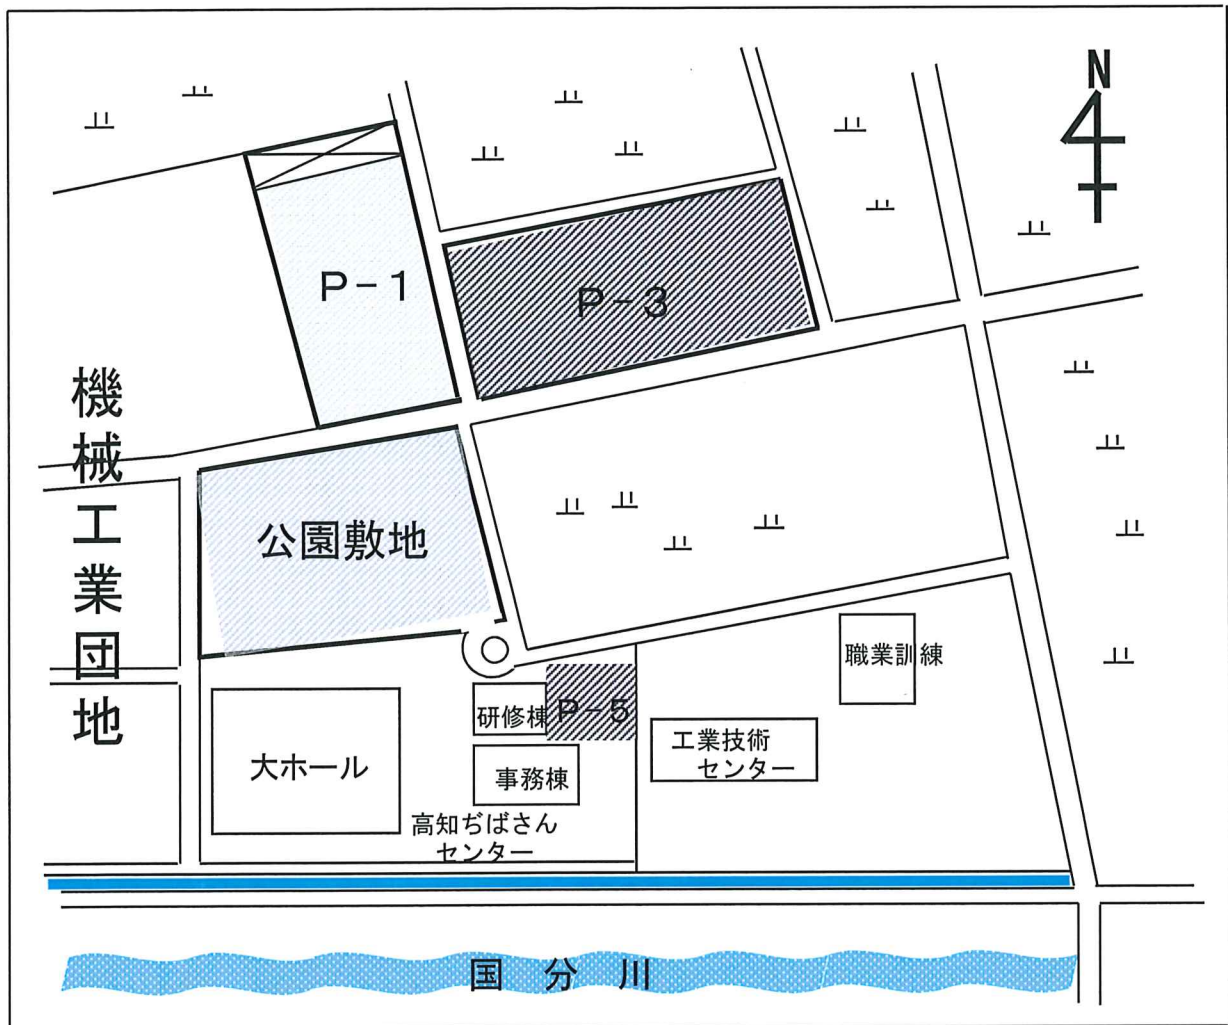 N
P-1
P-3
機械工業団地
公園敷地
職業訓練
研修棟
P-5
工業技術
センター
大ホール
事務棟
高知ぢばさん
センター
国分川